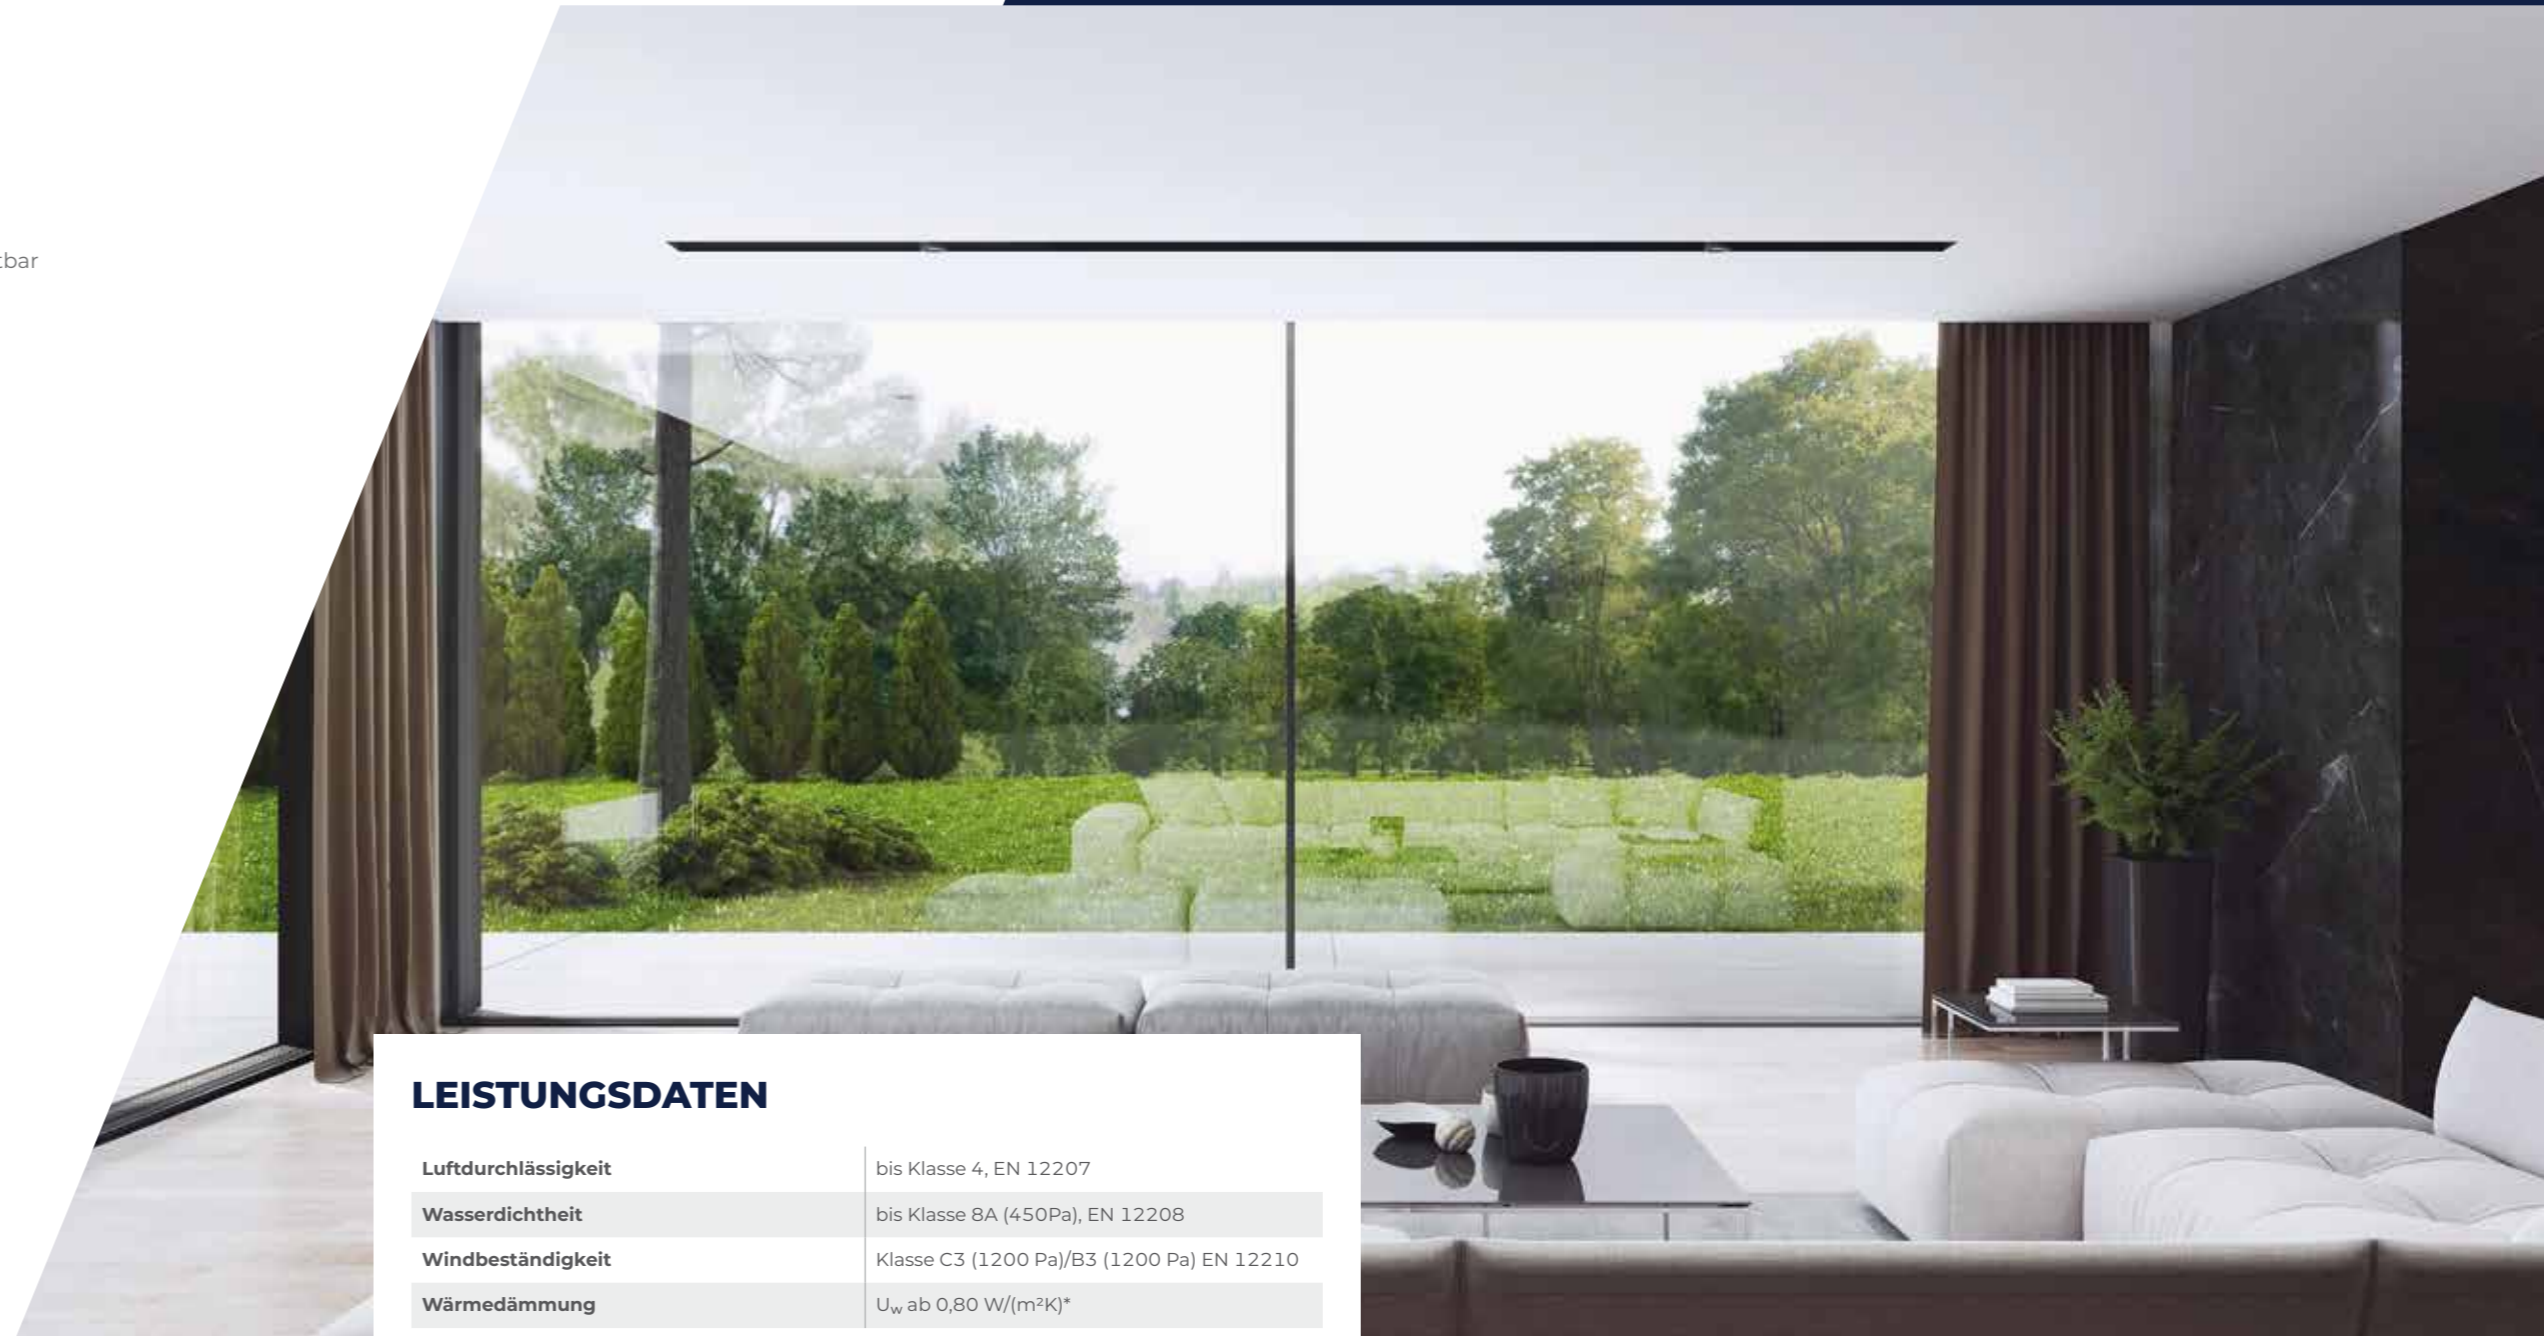 LEISTUNGSDATEN
Luftdurchlässigkeit bis Klasse 4, EN 12207
Wasserdichtheit bis Klasse 8A (450Pa), EN 12208
Windbeständigkeit Klasse C3 (1200 Pa)/B3 (1200 Pa) EN 12210
Wärmedämmung Uw ab 0,80 W/(m²K)*